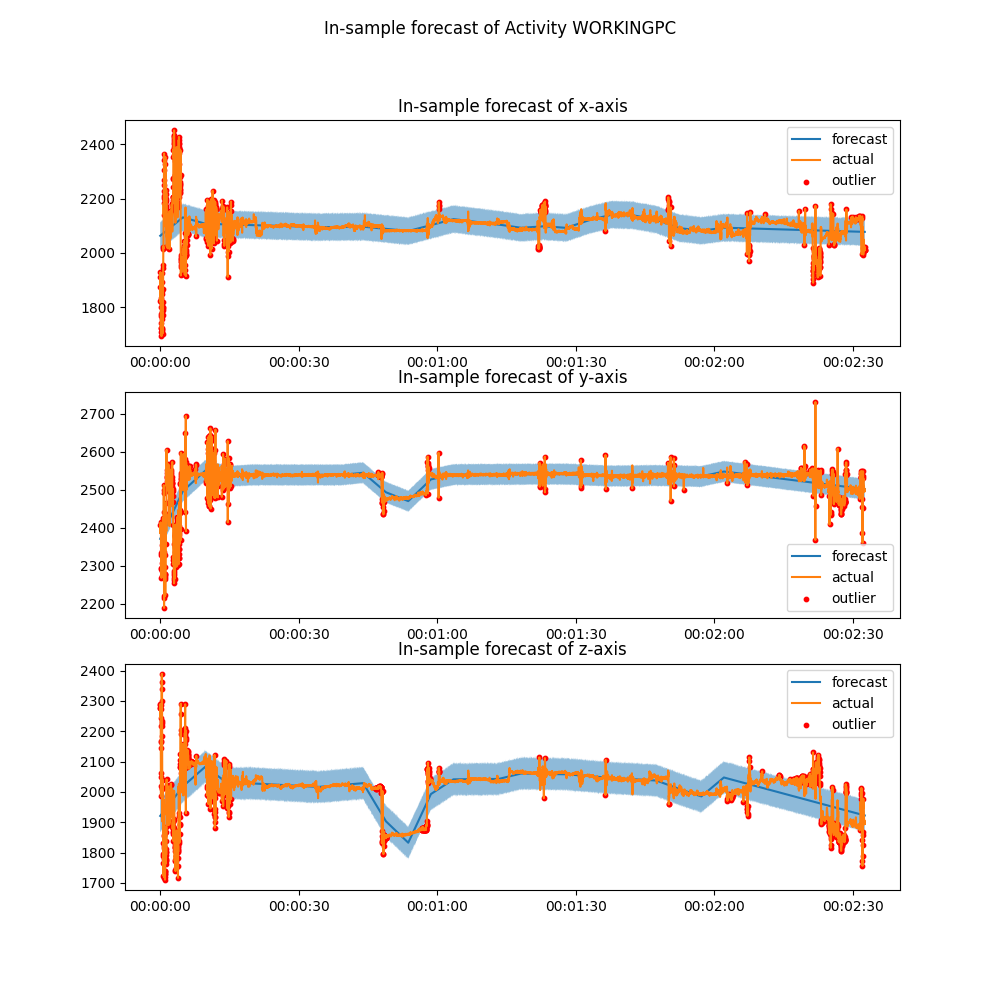 In-sample forecast of Activity WORKINGPC
In-sample forecast of x-axis
2400
2200
2000
1800
forecast
actual
outlier
00:00:00 00:00:30 00:01:00 00:01:30 00:02:00 00:02:30
In-sample forecast of y-axis
2700
2600
2500
2400
2300
2200
forecast
actual
outlier
00:00:00 00:00:30 00:01:00 00:01:30 00:02:00 00:02:30
In-sample forecast of z-axis
2400
2300
2200
2100
2000
1900
1800
1700
forecast
actual
outlier
00:00:00 00:00:30 00:01:00 00:01:30 00:02:00 00:02:30